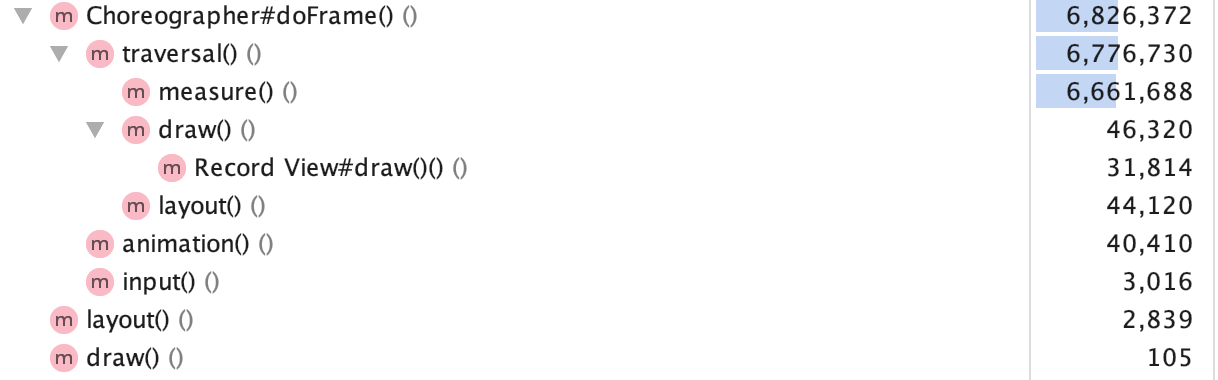 m Choreographer#doFrame() () 6,826,372
m traversal() () 6,776,730
m measure() () 6,661,688
m draw() () 46,320
m Record View#draw()() () 31,814
m layout() () 44,120
m animation() () 40,410
m input() () 3,016
m layout() () 2,839
m draw() () 105